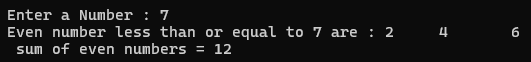 Enter a Number : 7
Even number less than or equal to 7 are : 2     4       6
 sum of even numbers = 12